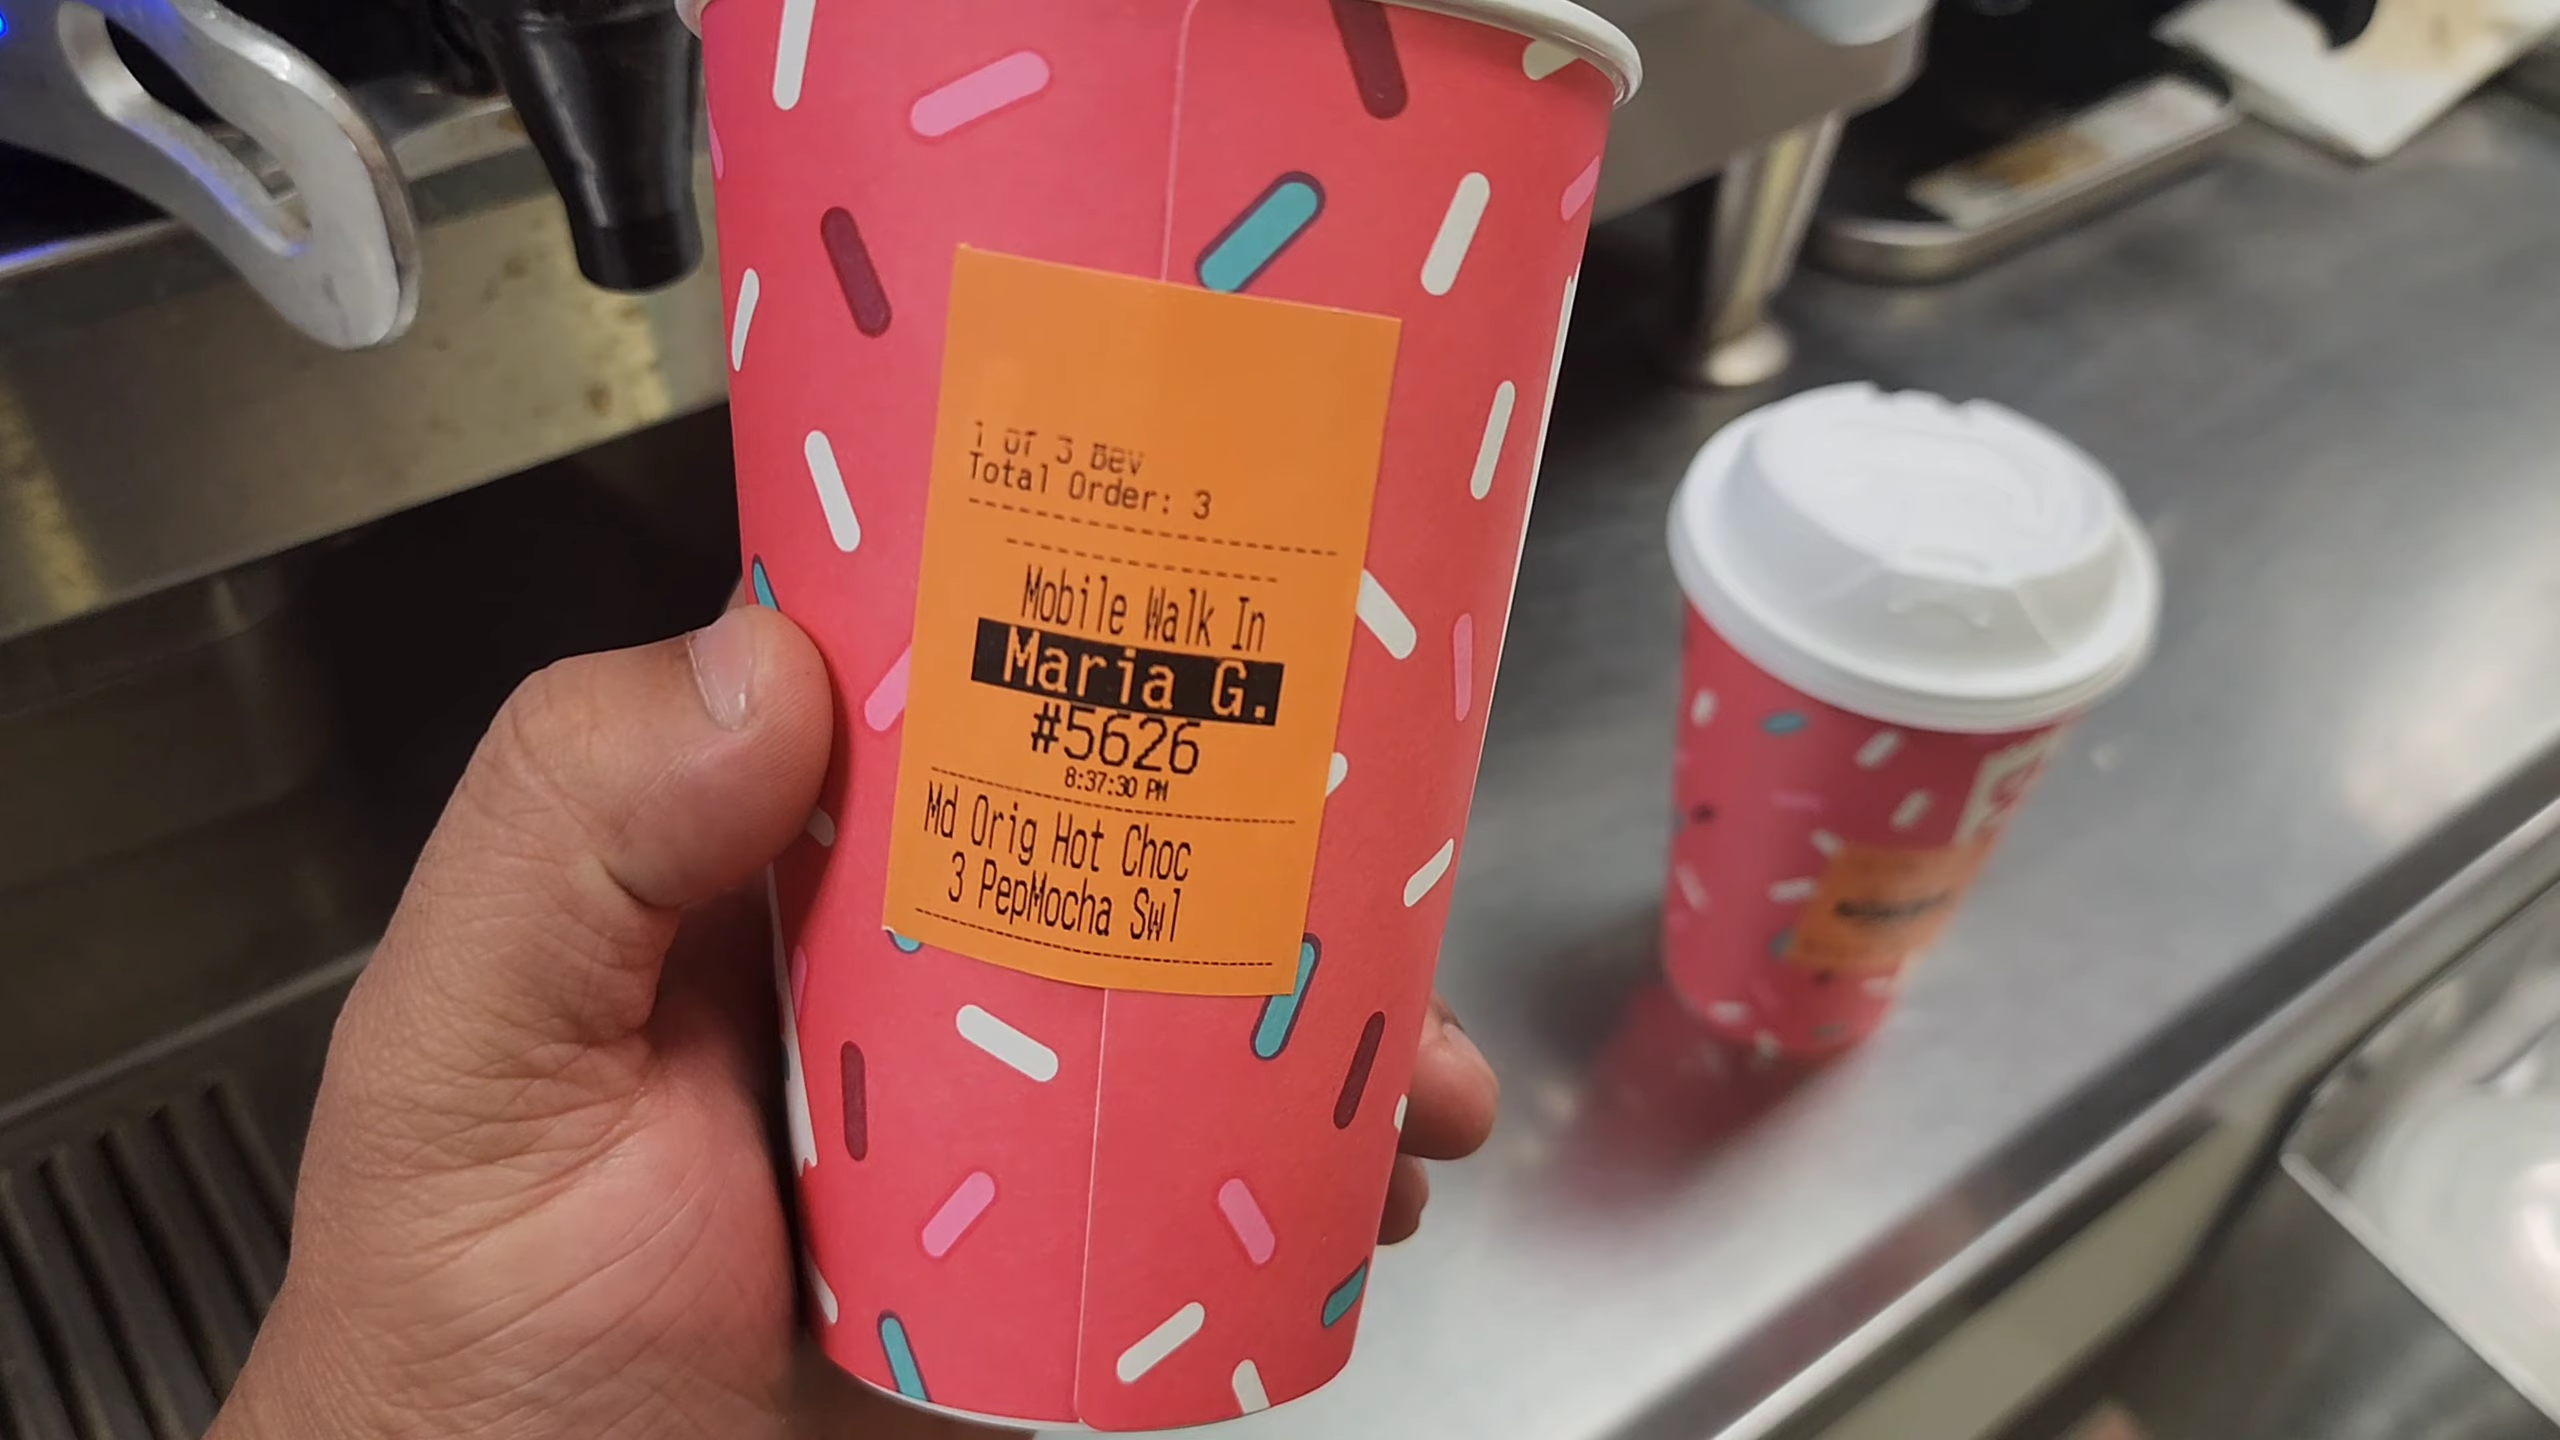 1 of 3 Bev
Total Order: 3
Mobile Walk In
Maria G.
#5626
8:37:30 PM
Md Orig Hot Choc
3 PepMocha Swl